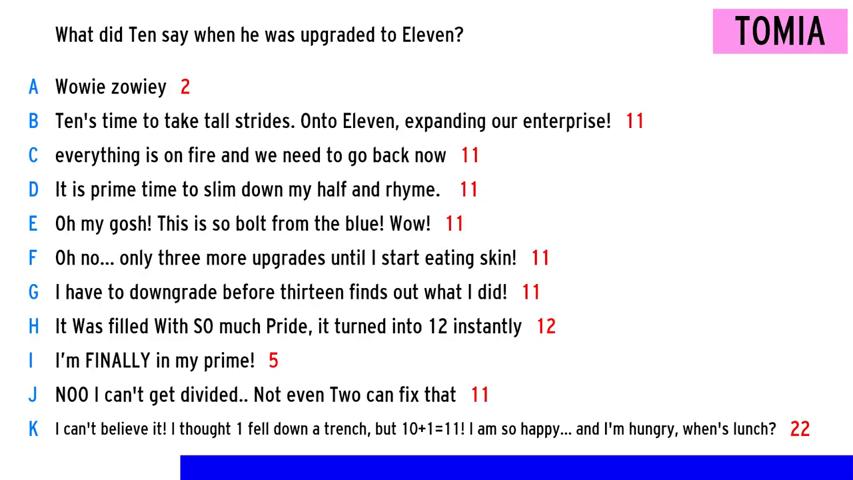 What did Ten say when he was upgraded to Eleven?
TOMIA
A Wowie zowiey 2
B Ten's time to take tall strides. Onto Eleven, expanding our enterprise! 11
C everything is on fire and we need to go back now 11
D It is prime time to slim down my half and rhyme. 11
E Oh my gosh! This is so bolt from the blue! Wow! 11
F Oh no... only three more upgrades until I start eating skin! 11
G I have to downgrade before thirteen finds out what I did! 11
H It Was filled With SO much Pride, it turned into 12 instantly 12
I I'm FINALLY in my prime! 5
J NOO I can't get divided.. Not even Two can fix that 11
K I can't believe it! I thought 1 fell down a trench, but 10+1=11! I am so happy... and I'm hungry, when's lunch? 22